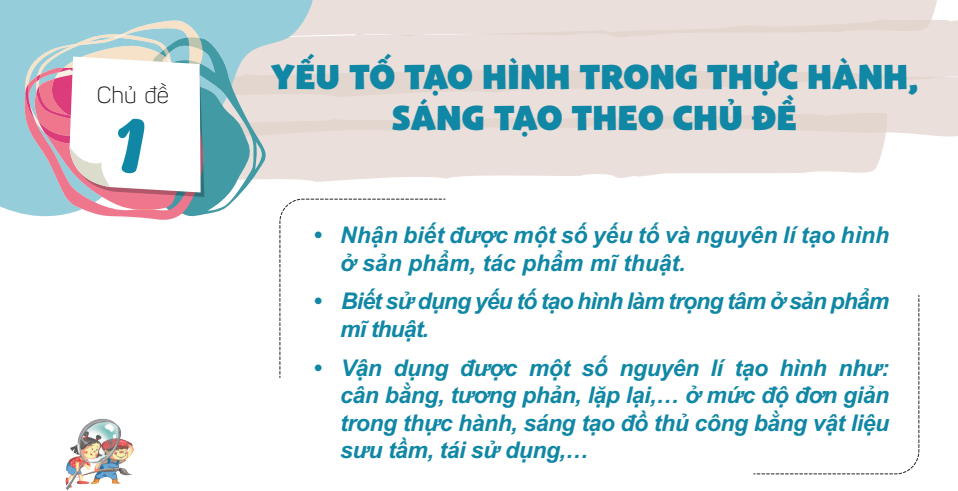 Chủ đề
1
YẾU TỐ TẠO HÌNH TRONG THỰC HÀNH,
SÁNG TẠO THEO CHỦ ĐỀ
• Nhận biết được một số yếu tố và nguyên lí tạo hình
ở sản phẩm, tác phẩm mĩ thuật.
• Biết sử dụng yếu tố tạo hình làm trọng tâm ở sản phẩm
mĩ thuật.
• Vận dụng được một số nguyên lí tạo hình như:
cân bằng, tương phản, lặp lại,... ở mức độ đơn giản
trong thực hành, sáng tạo đồ thủ công bằng vật liệu
sưu tầm, tái sử dụng,...